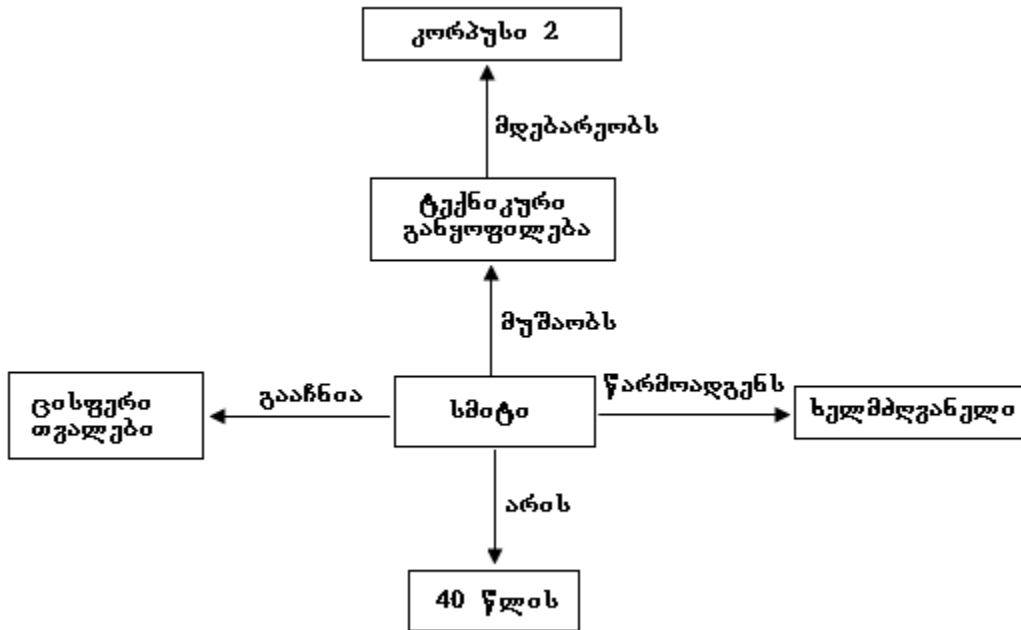 კორპუსი 2
მდებარეობს
ტექნიკური
განყოფილება
მუშაობს
ცისფერი
თვალები
გააჩნია
სმიტი
წარმოადგენს
ხელმძღვანელი
არის
40 წლის